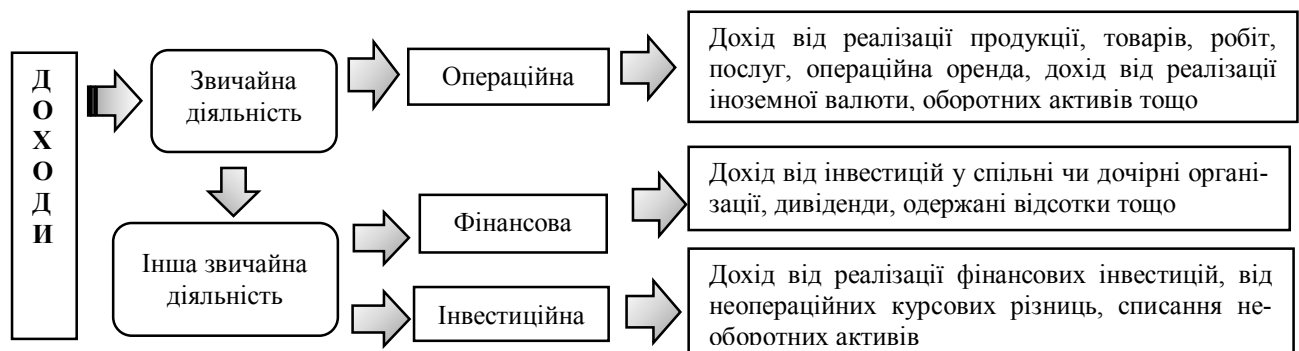 ДОХОДИ
Звичайна
діяльність
Операційна
Дохід від реалізації продукції, товарів, робіт,
послуг, операційна оренда, дохід від реалізації
іноземної валюти, оборотних активів тощо
Інша звичайна
діяльність
Фінансова
Дохід від інвестицій у спільні чи дочірні органі-
зації, дивіденди, одержані відсотки тощо
Інвестиційна
Дохід від реалізації фінансових інвестицій, від
неопераційних курсових різниць, списання не-
оборотних активів